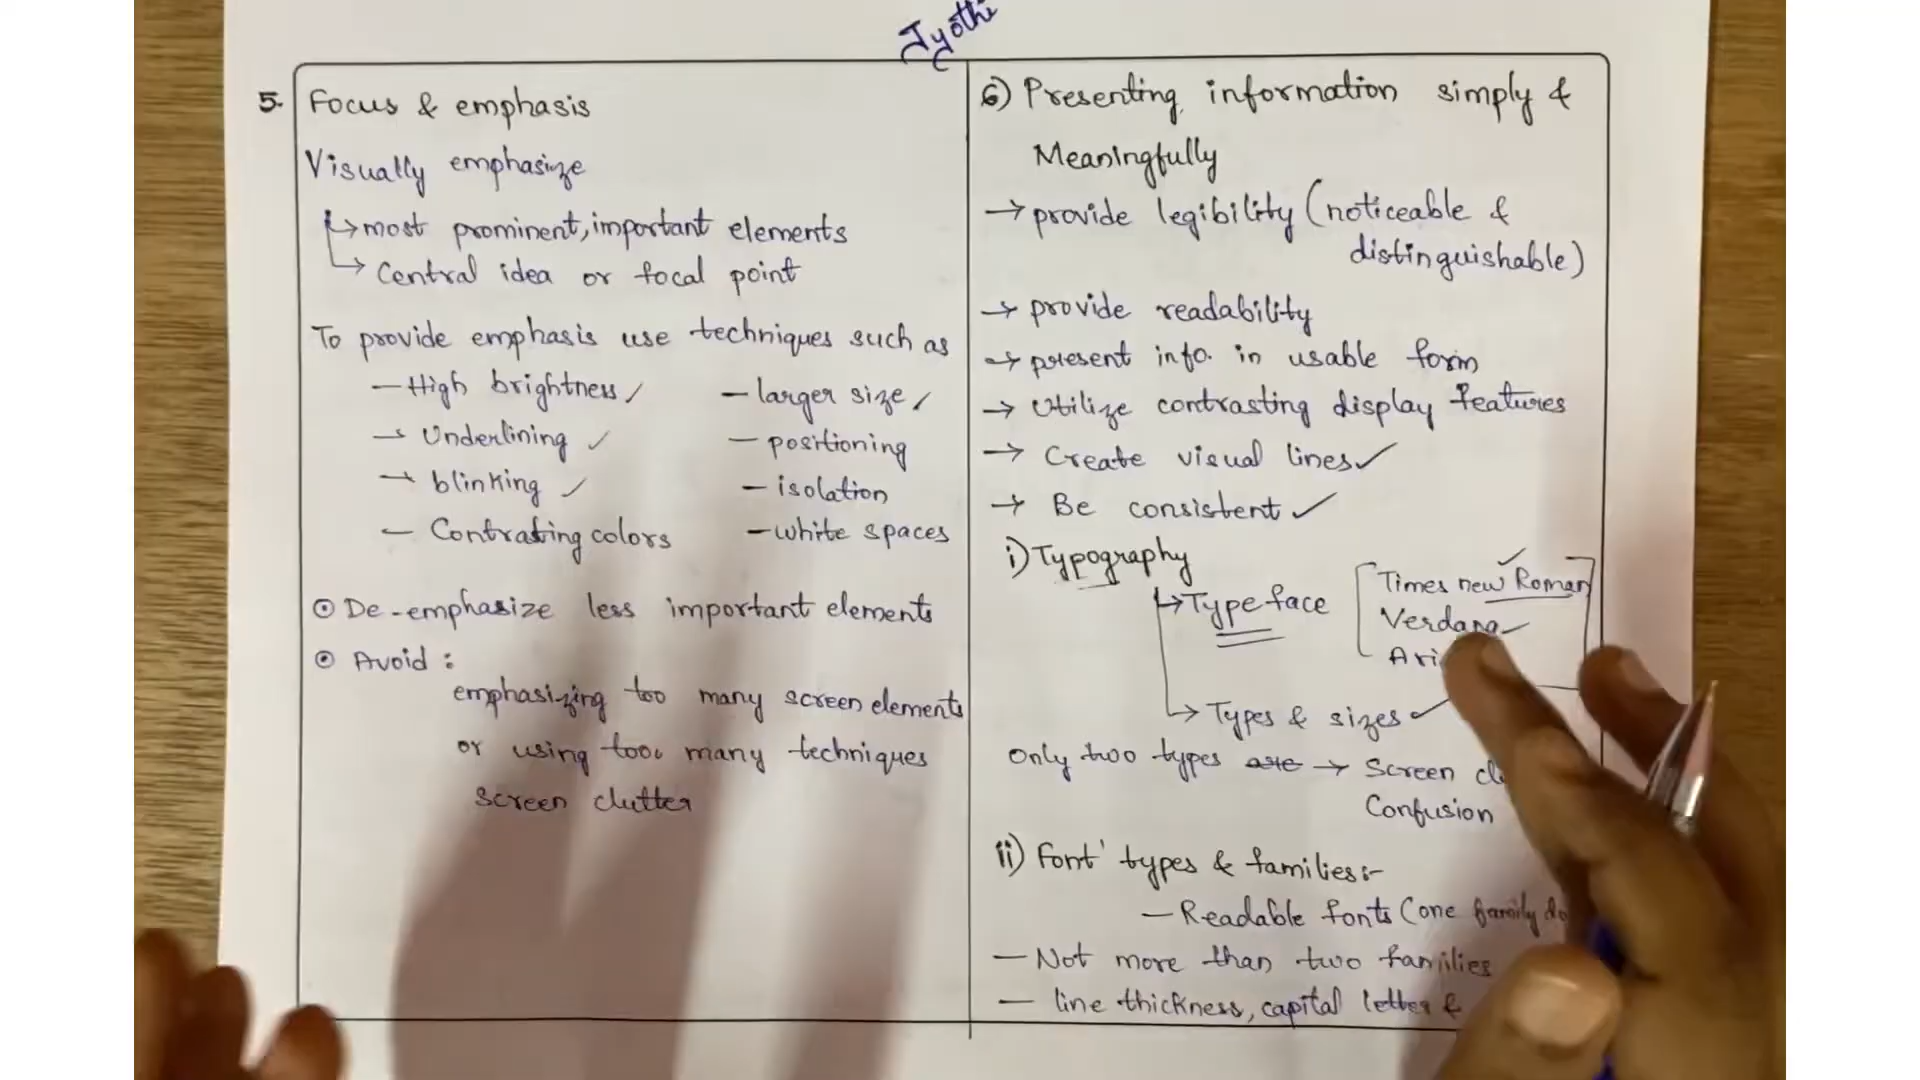 Jyothi
5. Focus & emphasis
Visually emphasize
↳ most prominent, important elements
↳ Central idea or focal point
To provide emphasis use techniques such as
— High brightness ✓ — larger size ✓
→ Underlining ✓ — positioning
→ blinking ✓ — isolation
— Contrating colors — white spaces
⊙ De-emphasize less important elements
⊙ Avoid :
emphasizing too many screen elements
or using too many techniques
screen clutter
6) Presenting information simply &
Meaningfully
→ provide legibility (noticeable &
distinguishable)
→ provide readability
→ present info. in usable form
→ Utilize contrasting display features
→ Create visual lines ✓
→ Be consistent ✓
i) Typography
↳ Type face [Times new Roman ✓
Verdana ✓
↳ Types & sizes ✓
Only two types are → Screen
Confusion
ii) Font types & families :-
— Readable fonts (one family
— Not more than two families
— line thickness, capital letter &